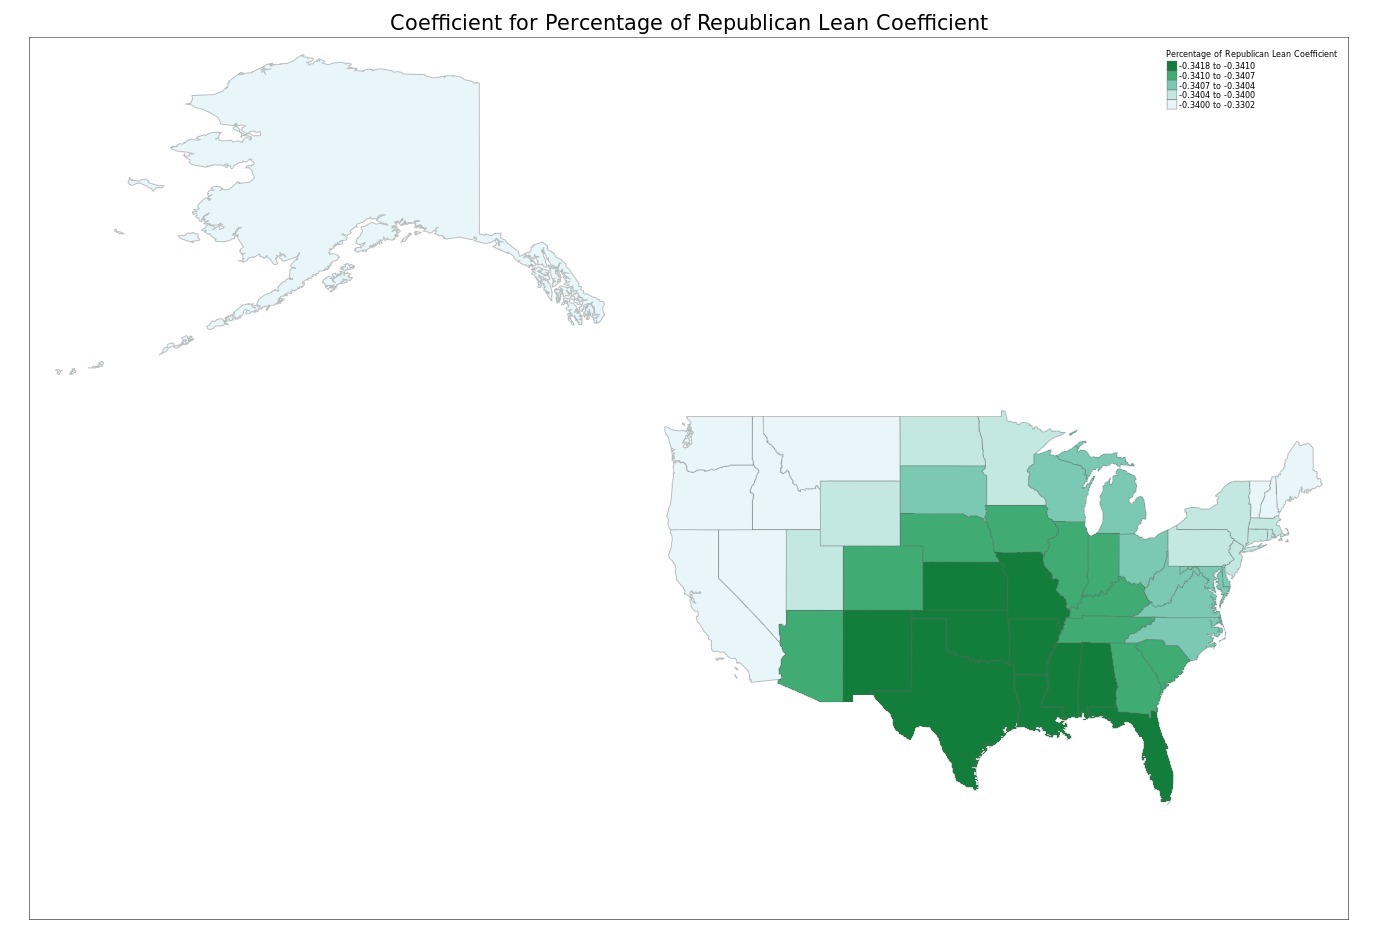 Coefficient for Percentage of Republican Lean Coefficient
Percentage of Republican Lean Coefficient
-0.3418 to -0.3410
-0.3410 to -0.3407
-0.3407 to -0.3404
-0.3404 to -0.3400
-0.3400 to -0.3302